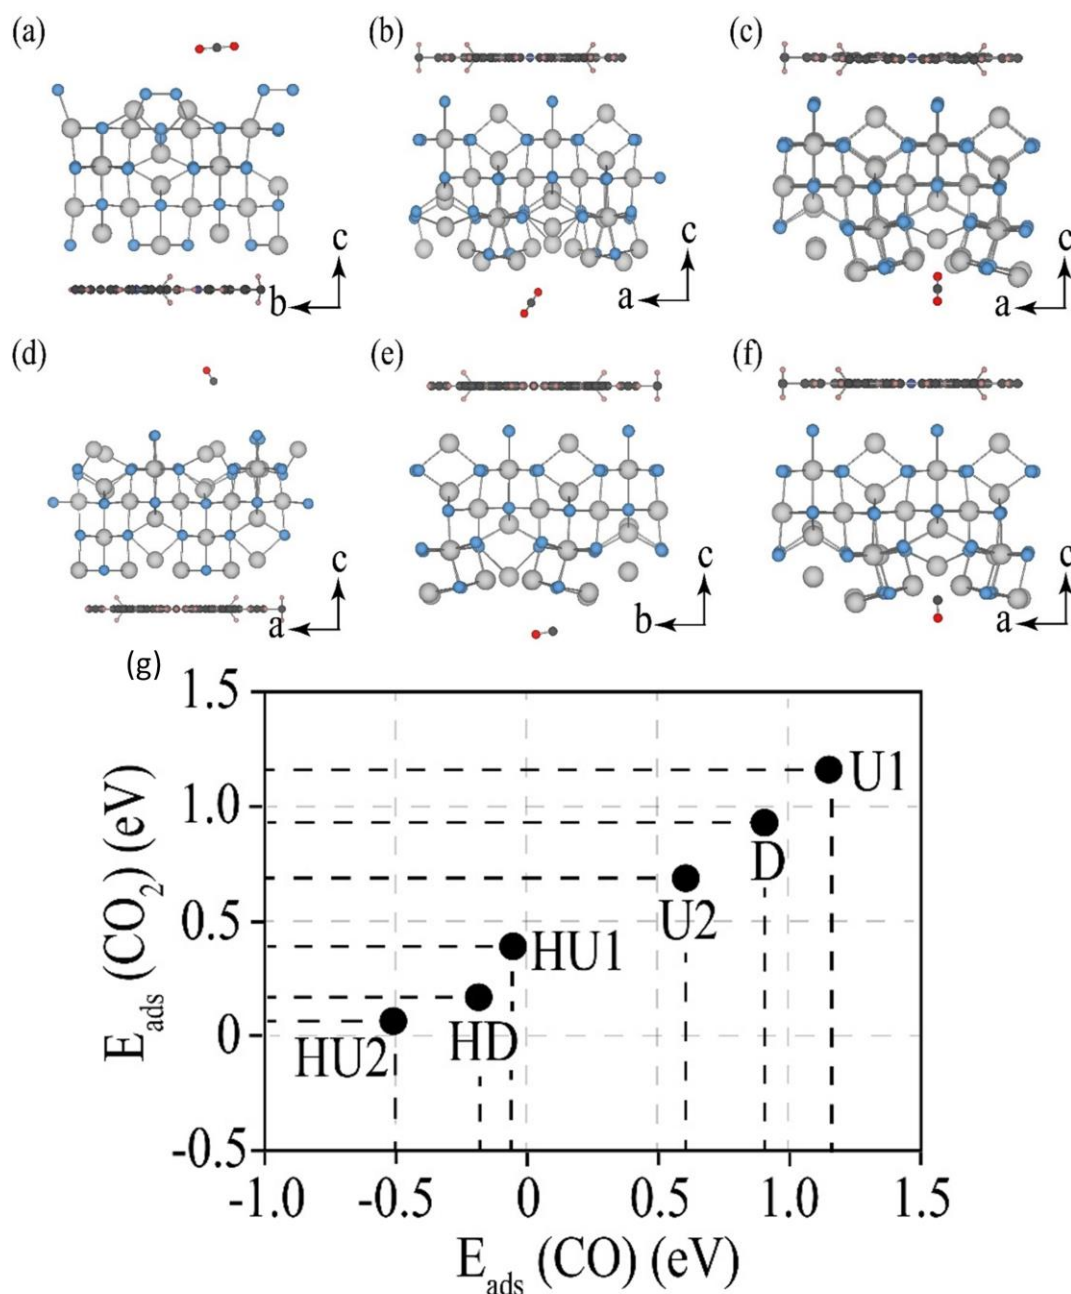 (a) (b) (c)
c c c
b a a
(d) (e) (f)
c c c
a b a
(g)
1.5
1.0
0.5
0
-0.5
E_ads (CO_2) (eV)
U1
D
U2
HU1
HD
HU2
-1.0 -0.5 0 0.5 1.0 1.5
E_ads (CO) (eV)